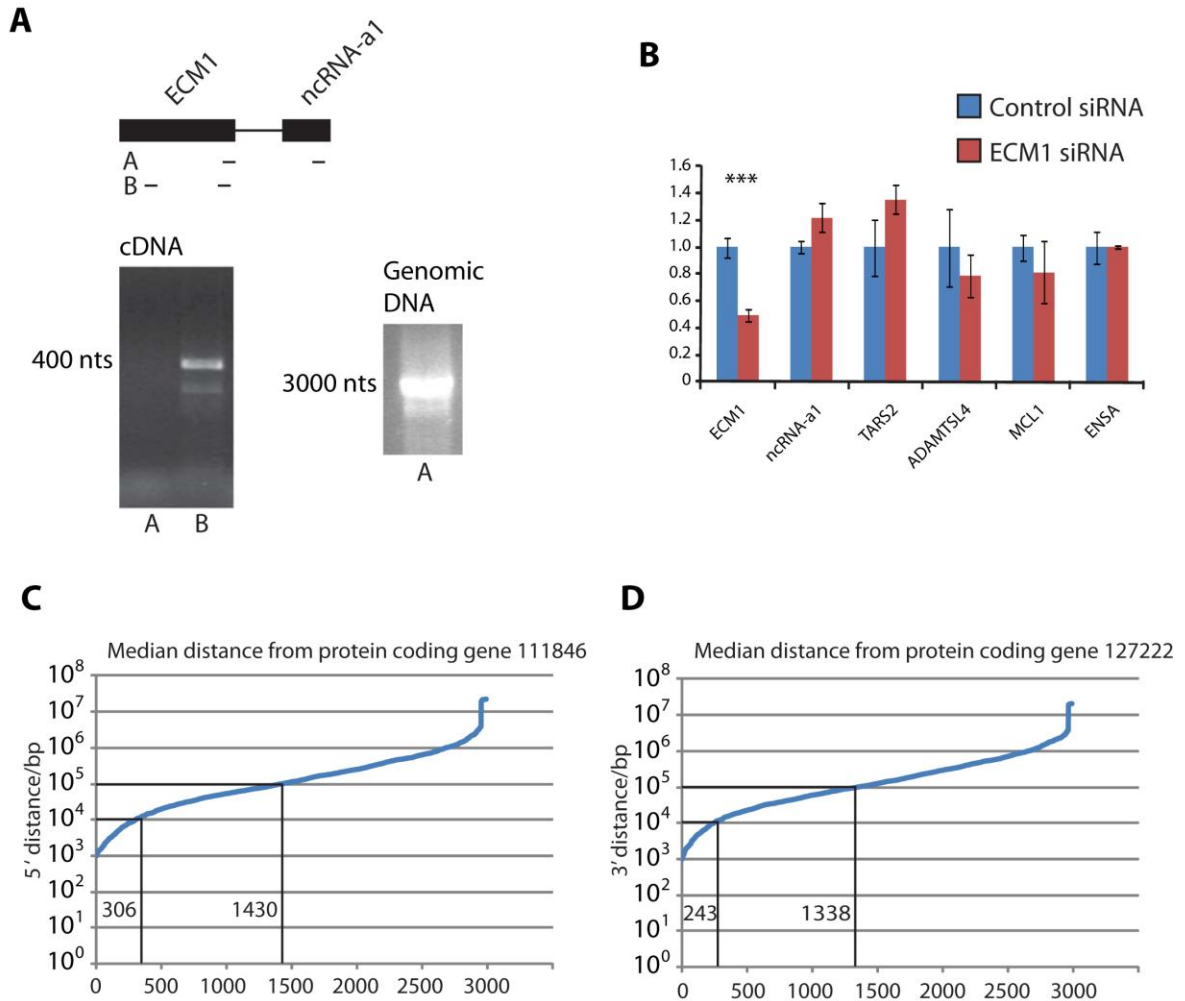 A
ECM1
ncRNA-a1
A
B
cDNA
400 nts
A B
Genomic
DNA
3000 nts
A
B
Control siRNA
ECM1 siRNA
1.6
1.4
1.2
1.0
0.8
0.6
0.4
0.2
0
***
ECM1
ncRNA-a1
TARS2
ADAMTSL4
MCL1
ENSA
C
Median distance from protein coding gene 111846
5' distance/bp
10^8
10^7
10^6
10^5
10^4
10^3
10^2
10^1
10^0
306
1430
0 500 1000 1500 2000 2500 3000 3500
D
Median distance from protein coding gene 127222
3' distance/bp
10^8
10^7
10^6
10^5
10^4
10^3
10^2
10^1
10^0
243
1338
0 500 1000 1500 2000 2500 3000 3500